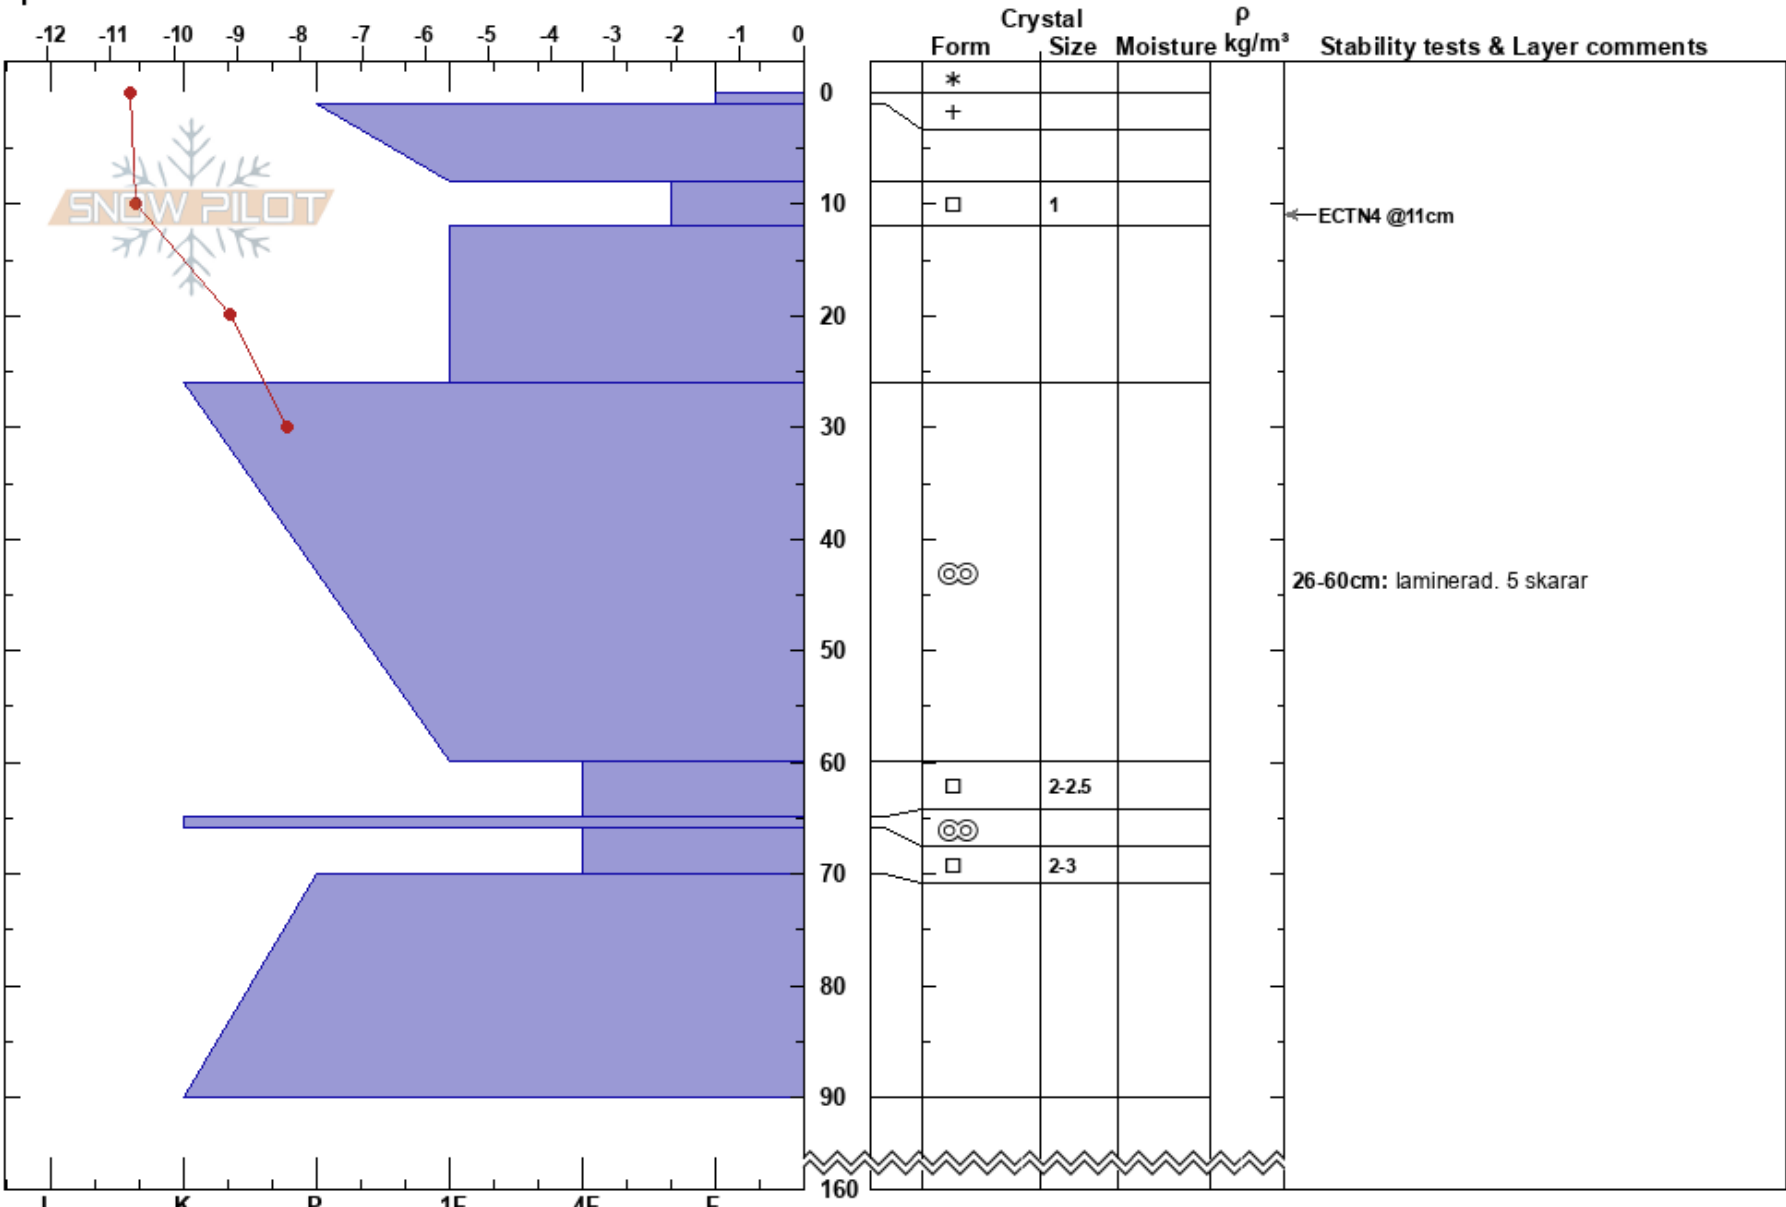 Crystal ρ
-12 -11 -10 -9 -8 -7 -6 -5 -4 -3 -2 -1 0 Form Size Moisture kg/m³ Stability tests & Layer comments
*
0
+
SNOW PILOT 10 1 ECTN4 @11cm
20
30
40
26-60cm: laminerad. 5 skarar
50
60
2-2.5
70 2-3
80
90
160
K P 1F 4F F